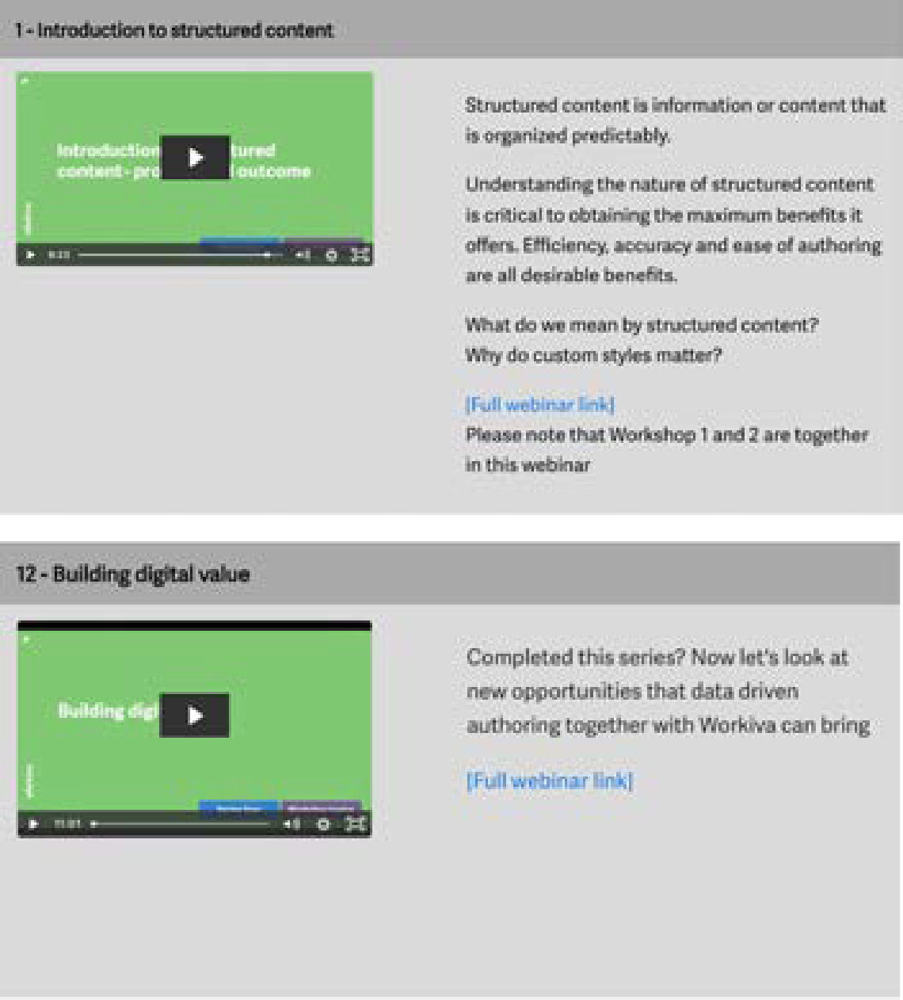 1 - Introduction to structured content
Introduction tured
content - pro outcome
Structured content is information or content that
is organized predictably.
Understanding the nature of structured content
is critical to obtaining the maximum benefits it
offers. Efficiency, accuracy and ease of authoring
are all desirable benefits.
What do we mean by structured content?
Why do custom styles matter?
[Full webinar link]
Please note that Workshop 1 and 2 are together
in this webinar
12 - Building digital value
Building digi
11:01
Completed this series? Now let's look at
new opportunities that data driven
authoring together with Workiva can bring
[Full webinar link]